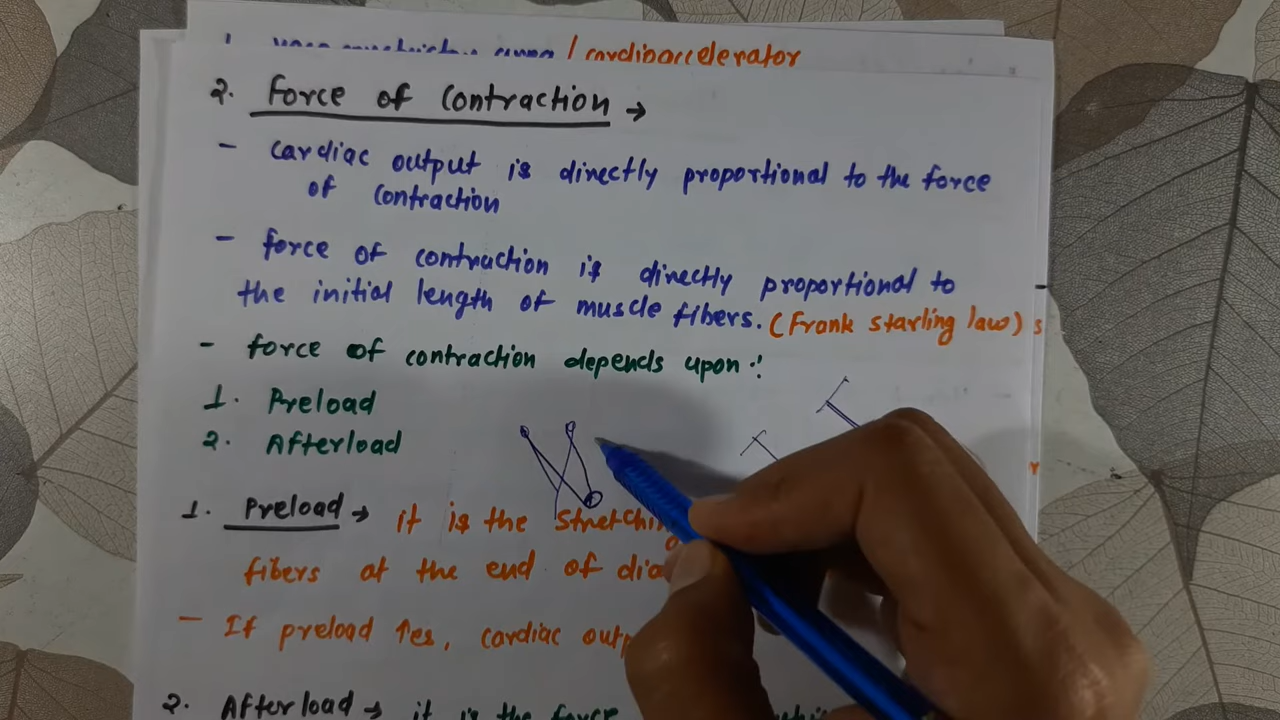 / cardioaccelerator
2. Force of Contraction →
- cardiac output is directly proportional to the force
of contraction
- force of contraction is directly proportional to
the initial length of muscle fibers. (Frank starling law) s
- force of contraction depends upon :
1. Preload
2. Afterload
1. Preload → it is the
fibers at the end of
- If preload ↑es, cardiac
2. Afterload → it is the force